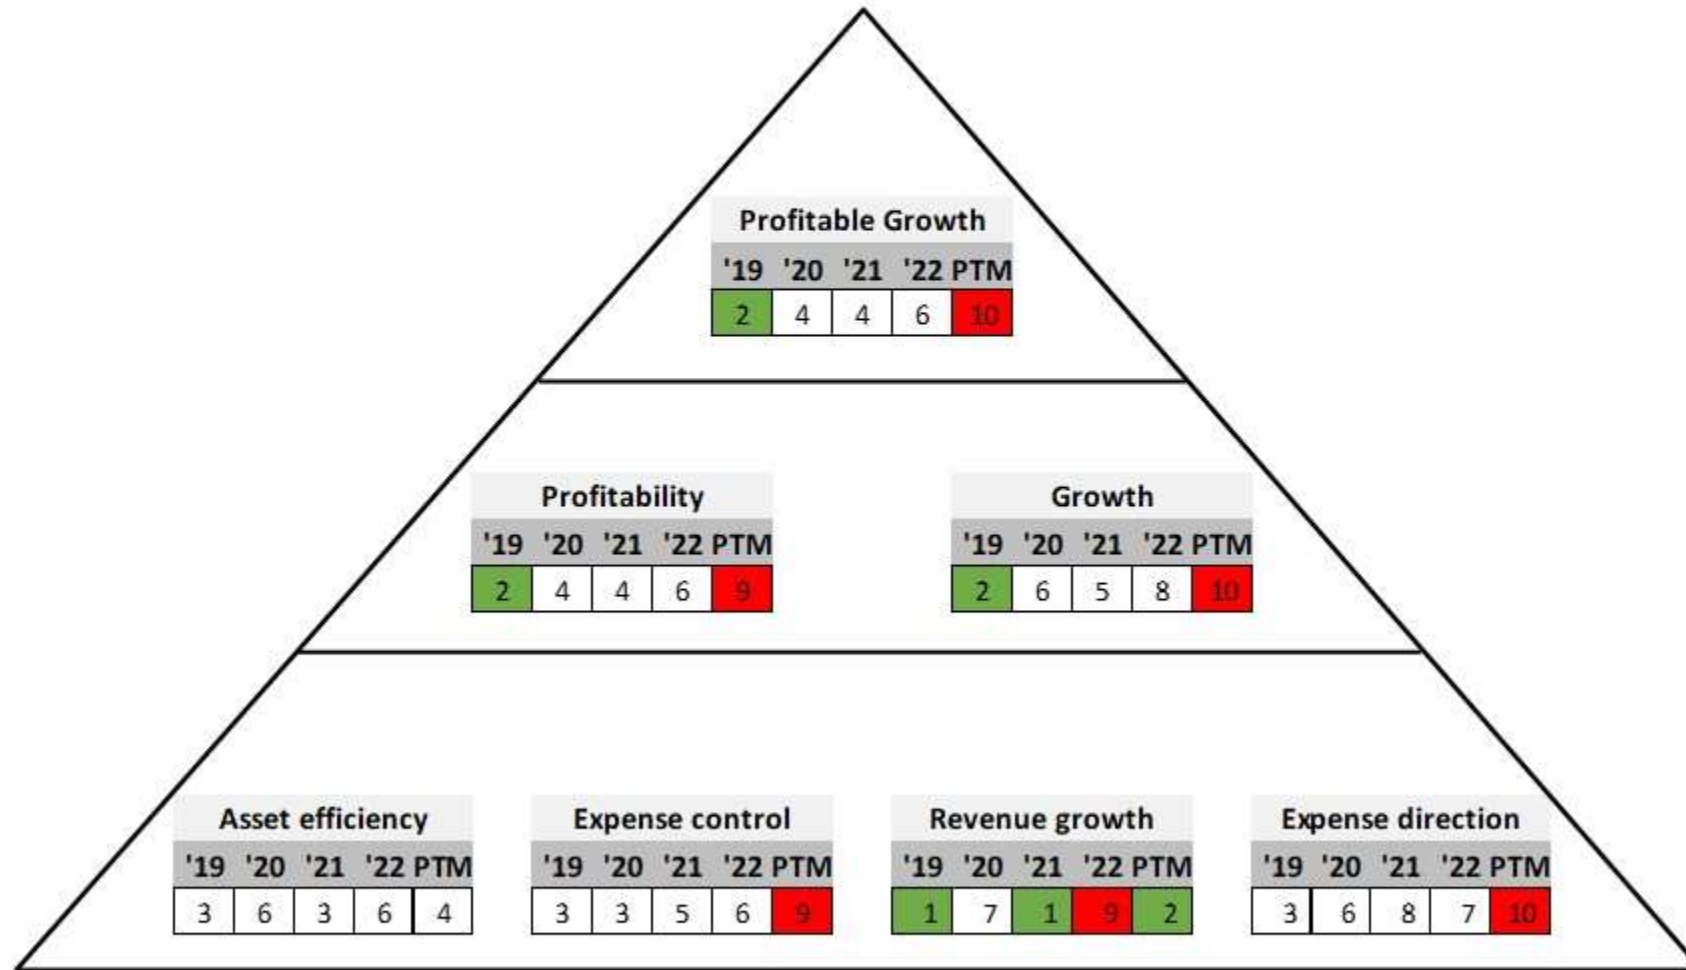 Profitable Growth
'19 '20 '21 '22 PTM
2 4 4 6 10
Profitability
'19 '20 '21 '22 PTM
2 4 4 6 9
Growth
'19 '20 '21 '22 PTM
2 6 5 8 10
Asset efficiency
'19 '20 '21 '22 PTM
3 6 3 6 4
Expense control
'19 '20 '21 '22 PTM
3 3 5 6 9
Revenue growth
'19 '20 '21 '22 PTM
1 7 1 9 2
Expense direction
'19 '20 '21 '22 PTM
3 6 8 7 10